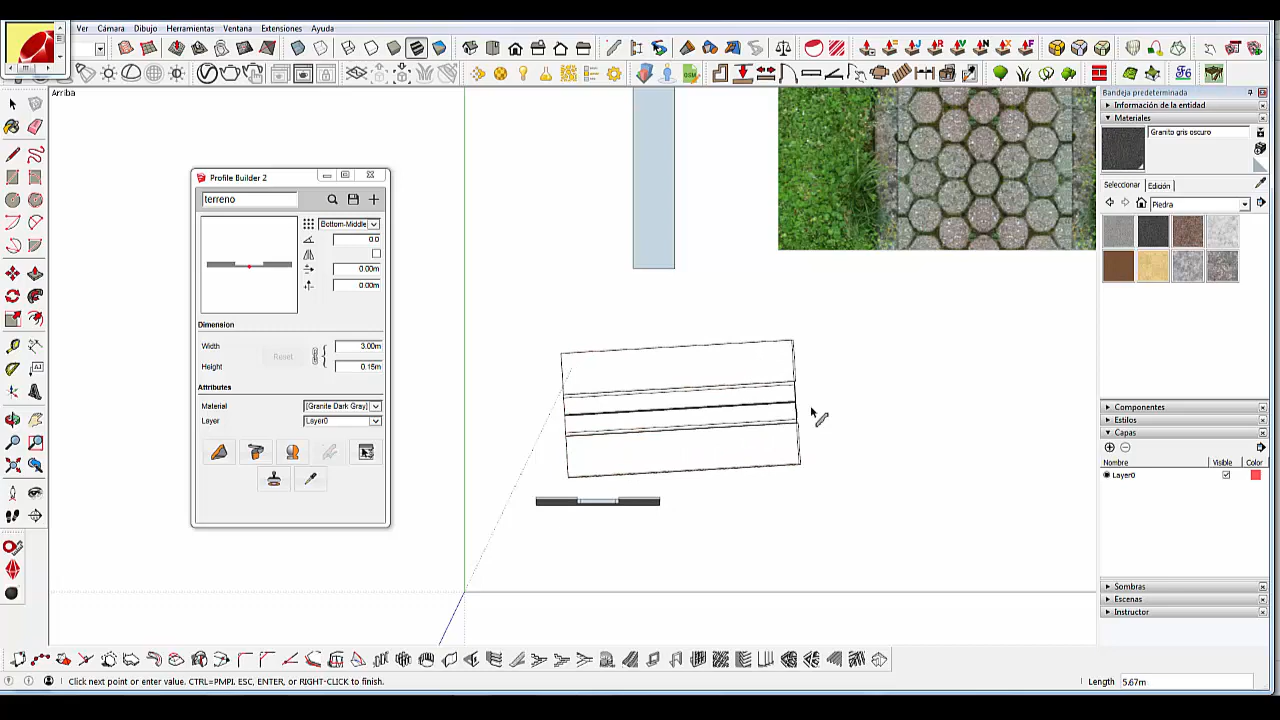 Ver Cámara Dibujo Herramientas Ventana Extensiones Ayuda
Arriba
Bandeja predeterminada
Información de la entidad
Materiales
Granito gris oscuro
Seleccionar Edición
Piedra
Profile Builder 2
terreno
Bottom-Middle
0.0
0.00m
0.00m
Dimension
Width 3.00m
Reset
Height 0.15m
Attributes
Material [Granite Dark Gray]
Layer Layer0
Componentes
Estilos
Capas
Nombre Visible Color
Layer0
Sombras
Escenas
Instructor
Click next point or enter value. CTRL=PMPI. ESC, ENTER, or RIGHT-CLICK to finish.
Length 5.67m